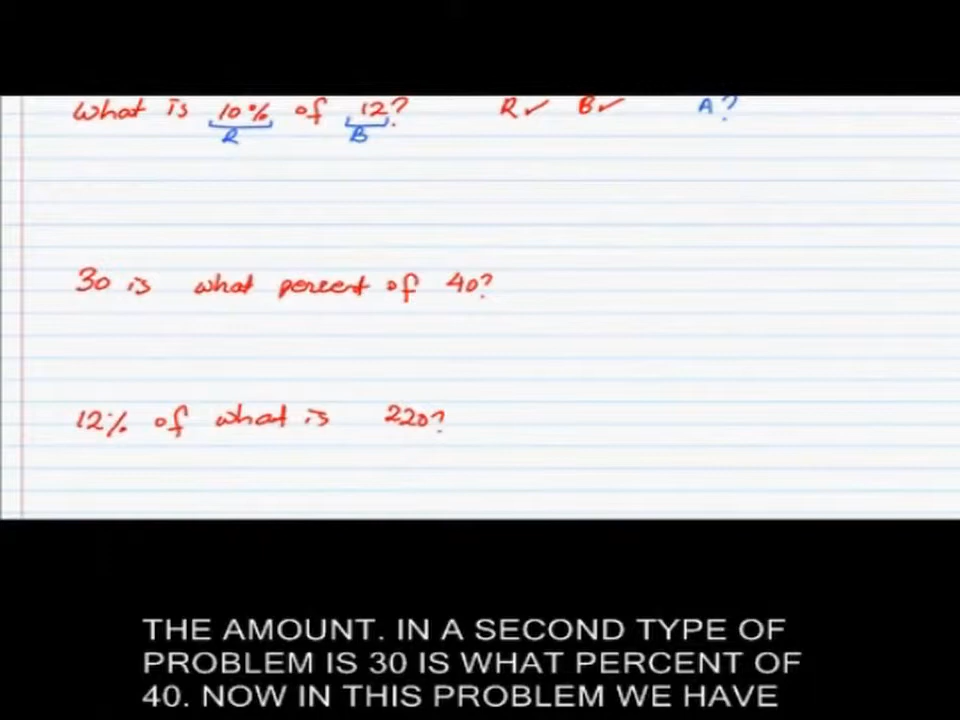 What is 10% of 12? R✓ B✓ A?
R B
30 is what percent of 40?
12% of what is 220?
THE AMOUNT. IN A SECOND TYPE OF
PROBLEM IS 30 IS WHAT PERCENT OF
40. NOW IN THIS PROBLEM WE HAVE